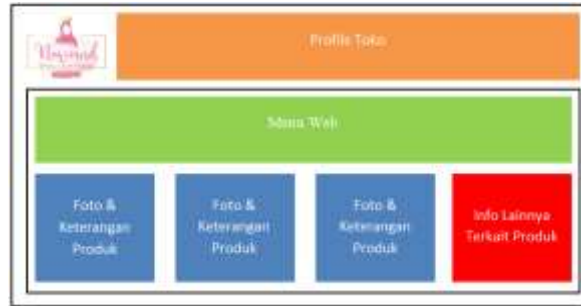 Profile Toko
Menu Web
Foto &
Keterangan
Produk
Foto &
Keterangan
Produk
Foto &
Keterangan
Produk
Info Lainnya
Terkait Produk